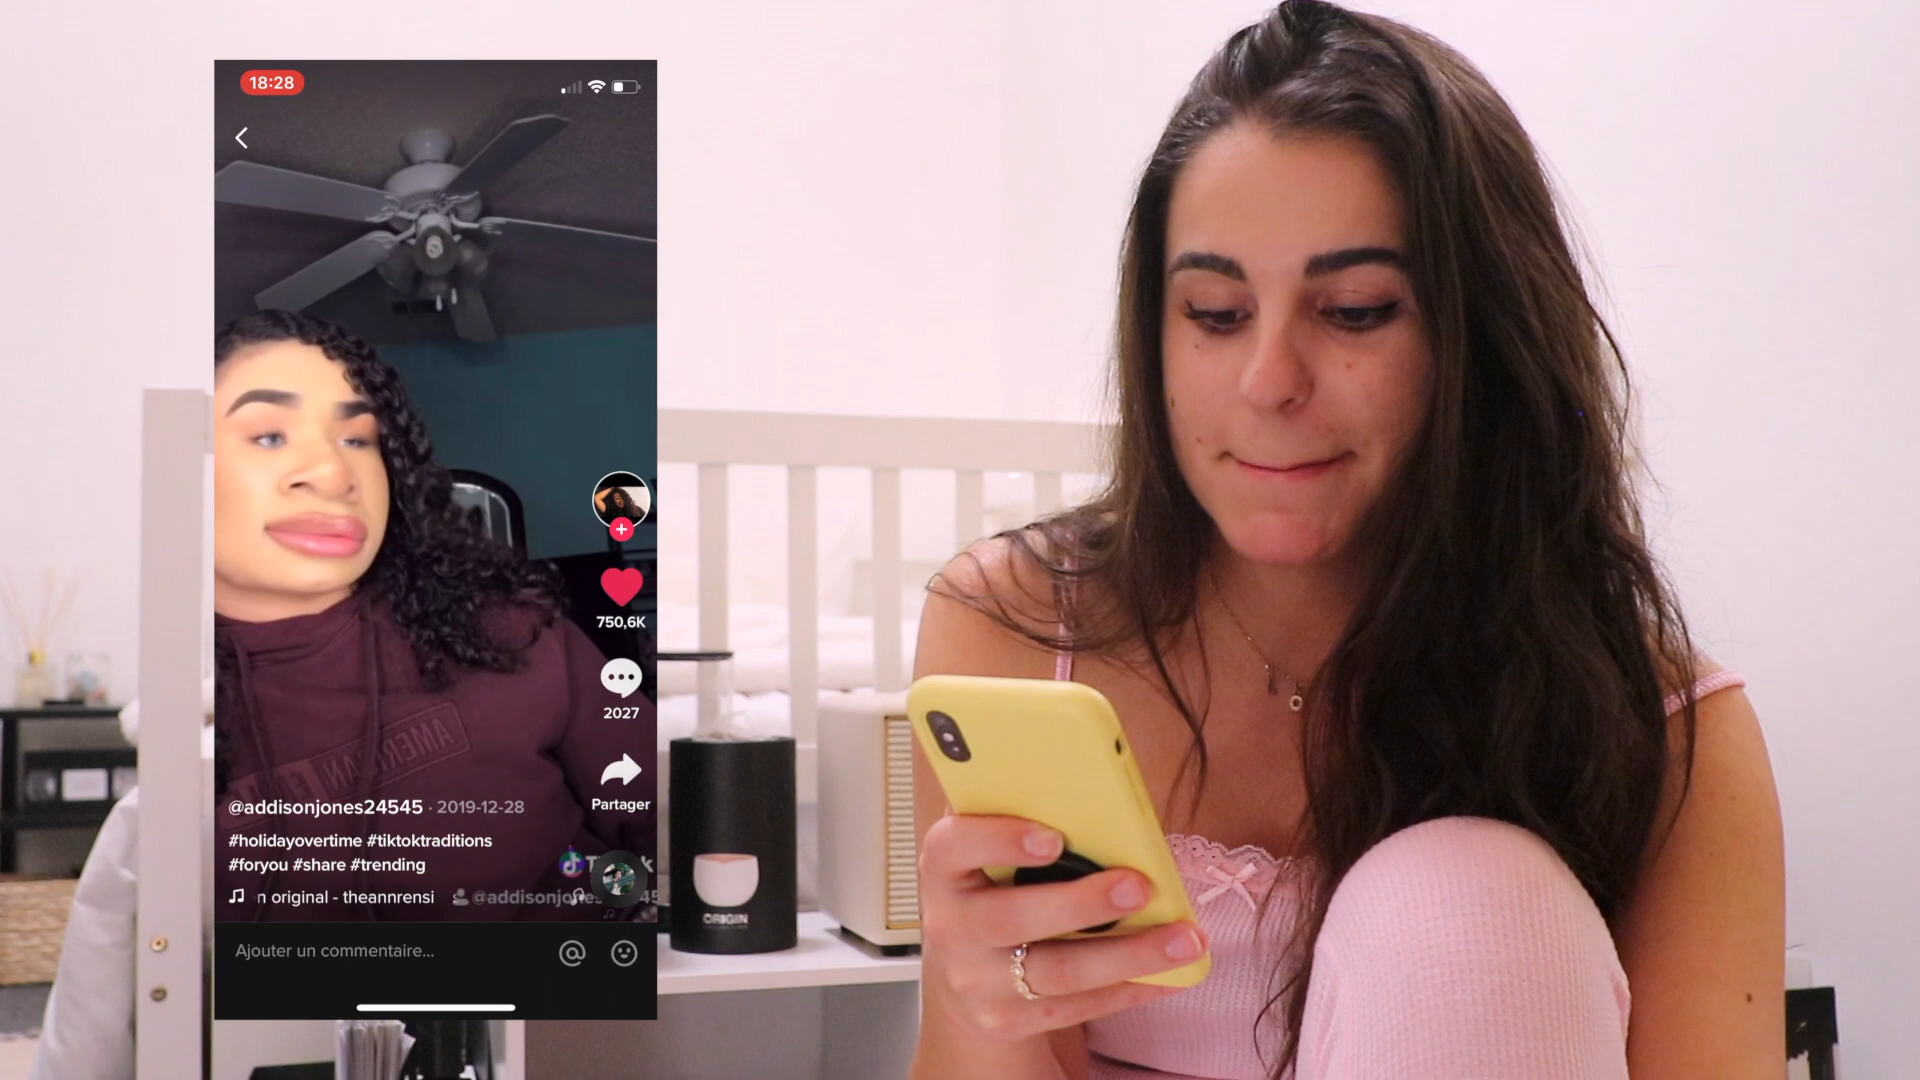 18:28
750,6K
2027
Partager
@addisonjones24545 · 2019-12-28
#holidayovertime #tiktoktraditions
#foryou #share #trending
n original - theannrensi
Ajouter un commentaire...
AMERICAN
ORIGIN